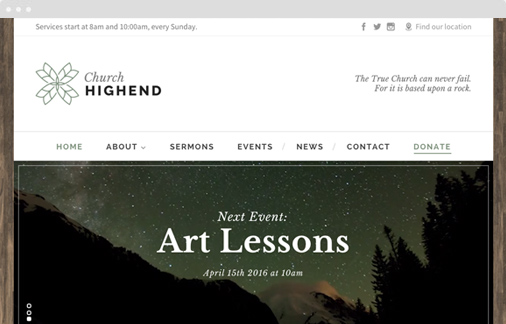 Services start at 8am and 10:00am, every Sunday.
Find our location
Church
HIGHEND
The True Church can never fail.
For it is based upon a rock.
HOME ABOUT SERMONS EVENTS / NEWS / CONTACT DONATE
Next Event:
Art Lessons
April 15th 2016 at 10am